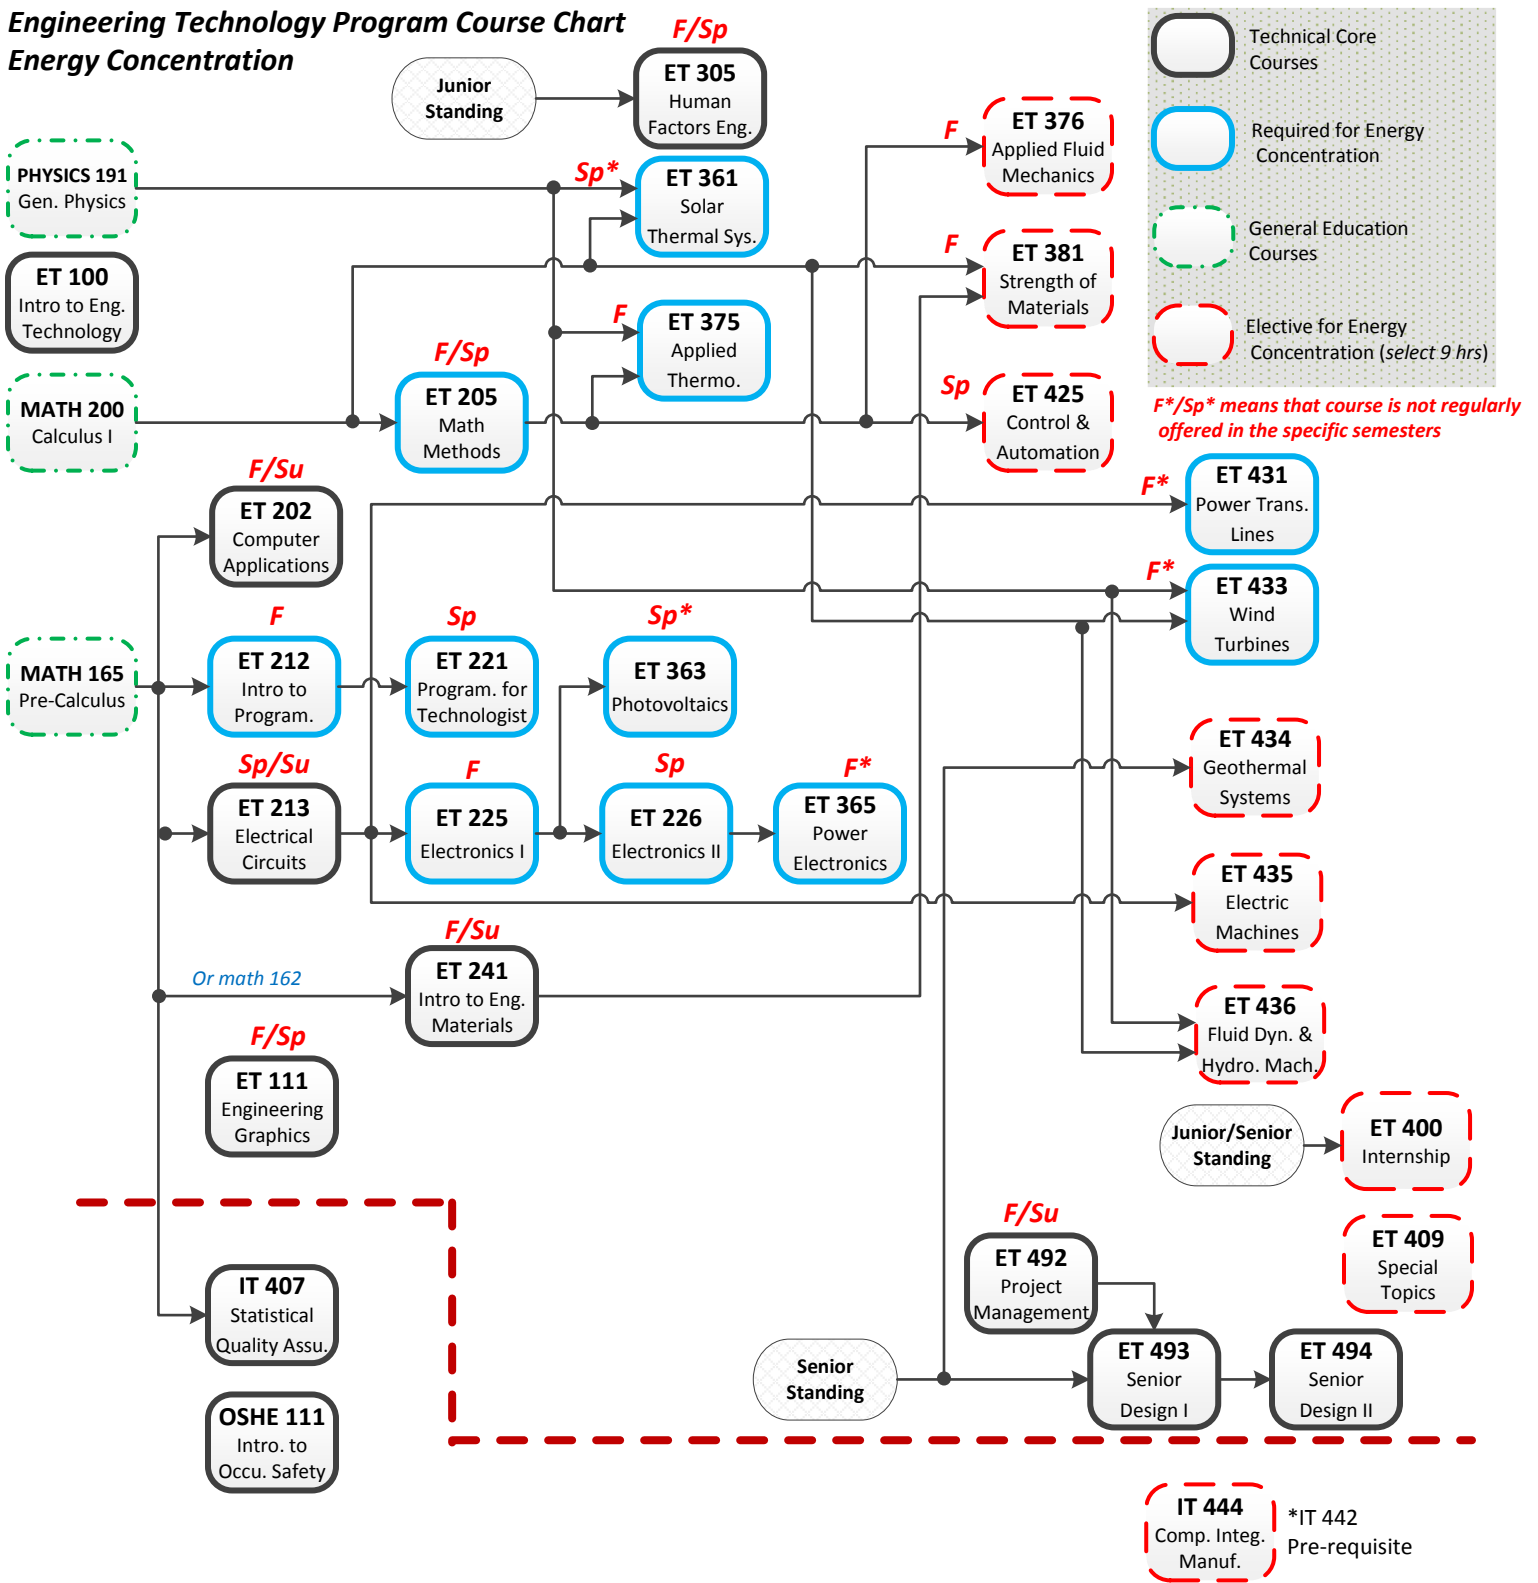 Engineering Technology Program Course Chart
Energy Concentration
F/Sp
Junior
Standing
ET 305
Human
Factors Eng.
Technical Core
Courses
Required for Energy
Concentration
General Education
Courses
Elective for Energy
Concentration (select 9 hrs)
F*/Sp* means that course is not regularly
offered in the specific semesters
PHYSICS 191
Gen. Physics
Sp*
ET 361
Solar
Thermal Sys.
F
ET 376
Applied Fluid
Mechanics
ET 100
Intro to Eng.
Technology
F
ET 381
Strength of
Materials
F
ET 375
Applied
Thermo.
MATH 200
Calculus I
F/Sp
ET 205
Math
Methods
Sp
ET 425
Control &
Automation
F/Su
ET 202
Computer
Applications
F*
ET 431
Power Trans.
Lines
F*
ET 433
Wind
Turbines
MATH 165
Pre-Calculus
F
ET 212
Intro to
Program.
Sp
ET 221
Program. for
Technologist
Sp*
ET 363
Photovoltaics
ET 434
Geothermal
Systems
Sp/Su
ET 213
Electrical
Circuits
F
ET 225
Electronics I
Sp
ET 226
Electronics II
F*
ET 365
Power
Electronics
ET 435
Electric
Machines
Or math 162
F/Su
ET 241
Intro to Eng.
Materials
ET 436
Fluid Dyn. &
Hydro. Mach.
F/Sp
ET 111
Engineering
Graphics
Junior/Senior
Standing
ET 400
Internship
F/Su
ET 492
Project
Management
ET 409
Special
Topics
IT 407
Statistical
Quality Assu.
Senior
Standing
ET 493
Senior
Design I
ET 494
Senior
Design II
OSHE 111
Intro. to
Occu. Safety
IT 444
Comp. Integ.
Manuf.
*IT 442
Pre-requisite